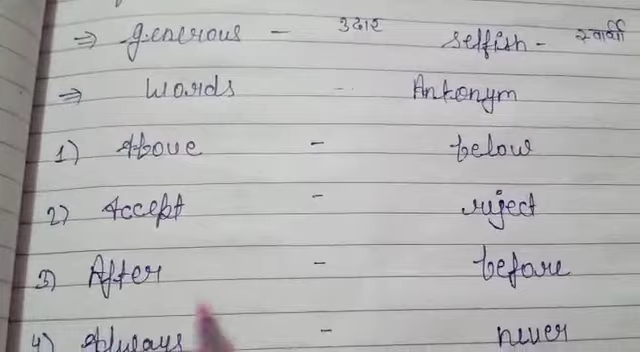 ⇒ generous - उदार selfish - स्वार्थी
⇒ Words - Antonym
1) Above - below
2) Accept - reject
3) After - before
4) Always - never